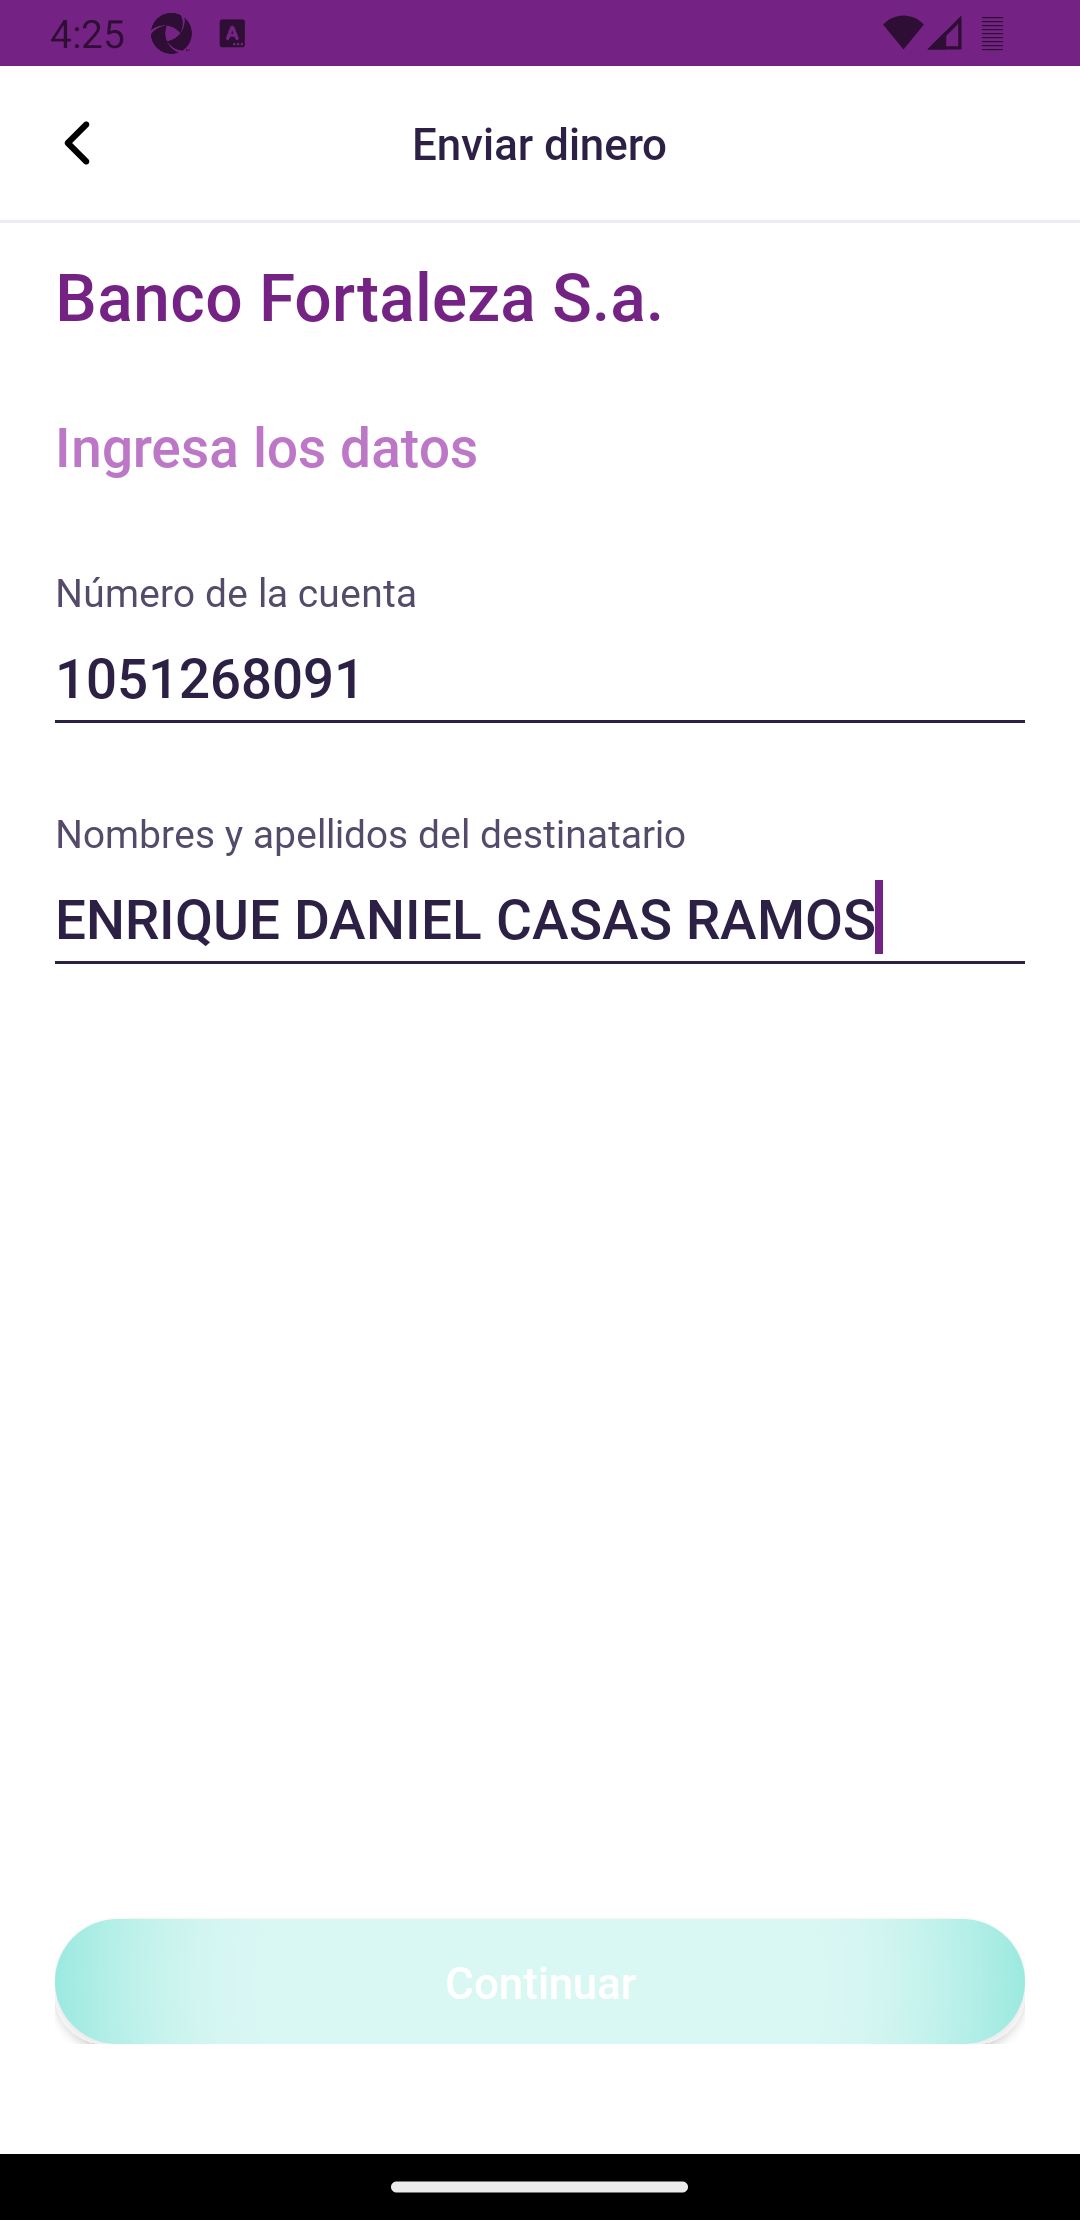 4:25
Enviar dinero
Banco Fortaleza S.a.
Ingresa los datos
Número de la cuenta
1051268091
Nombres y apellidos del destinatario
ENRIQUE DANIEL CASAS RAMOS
Continuar